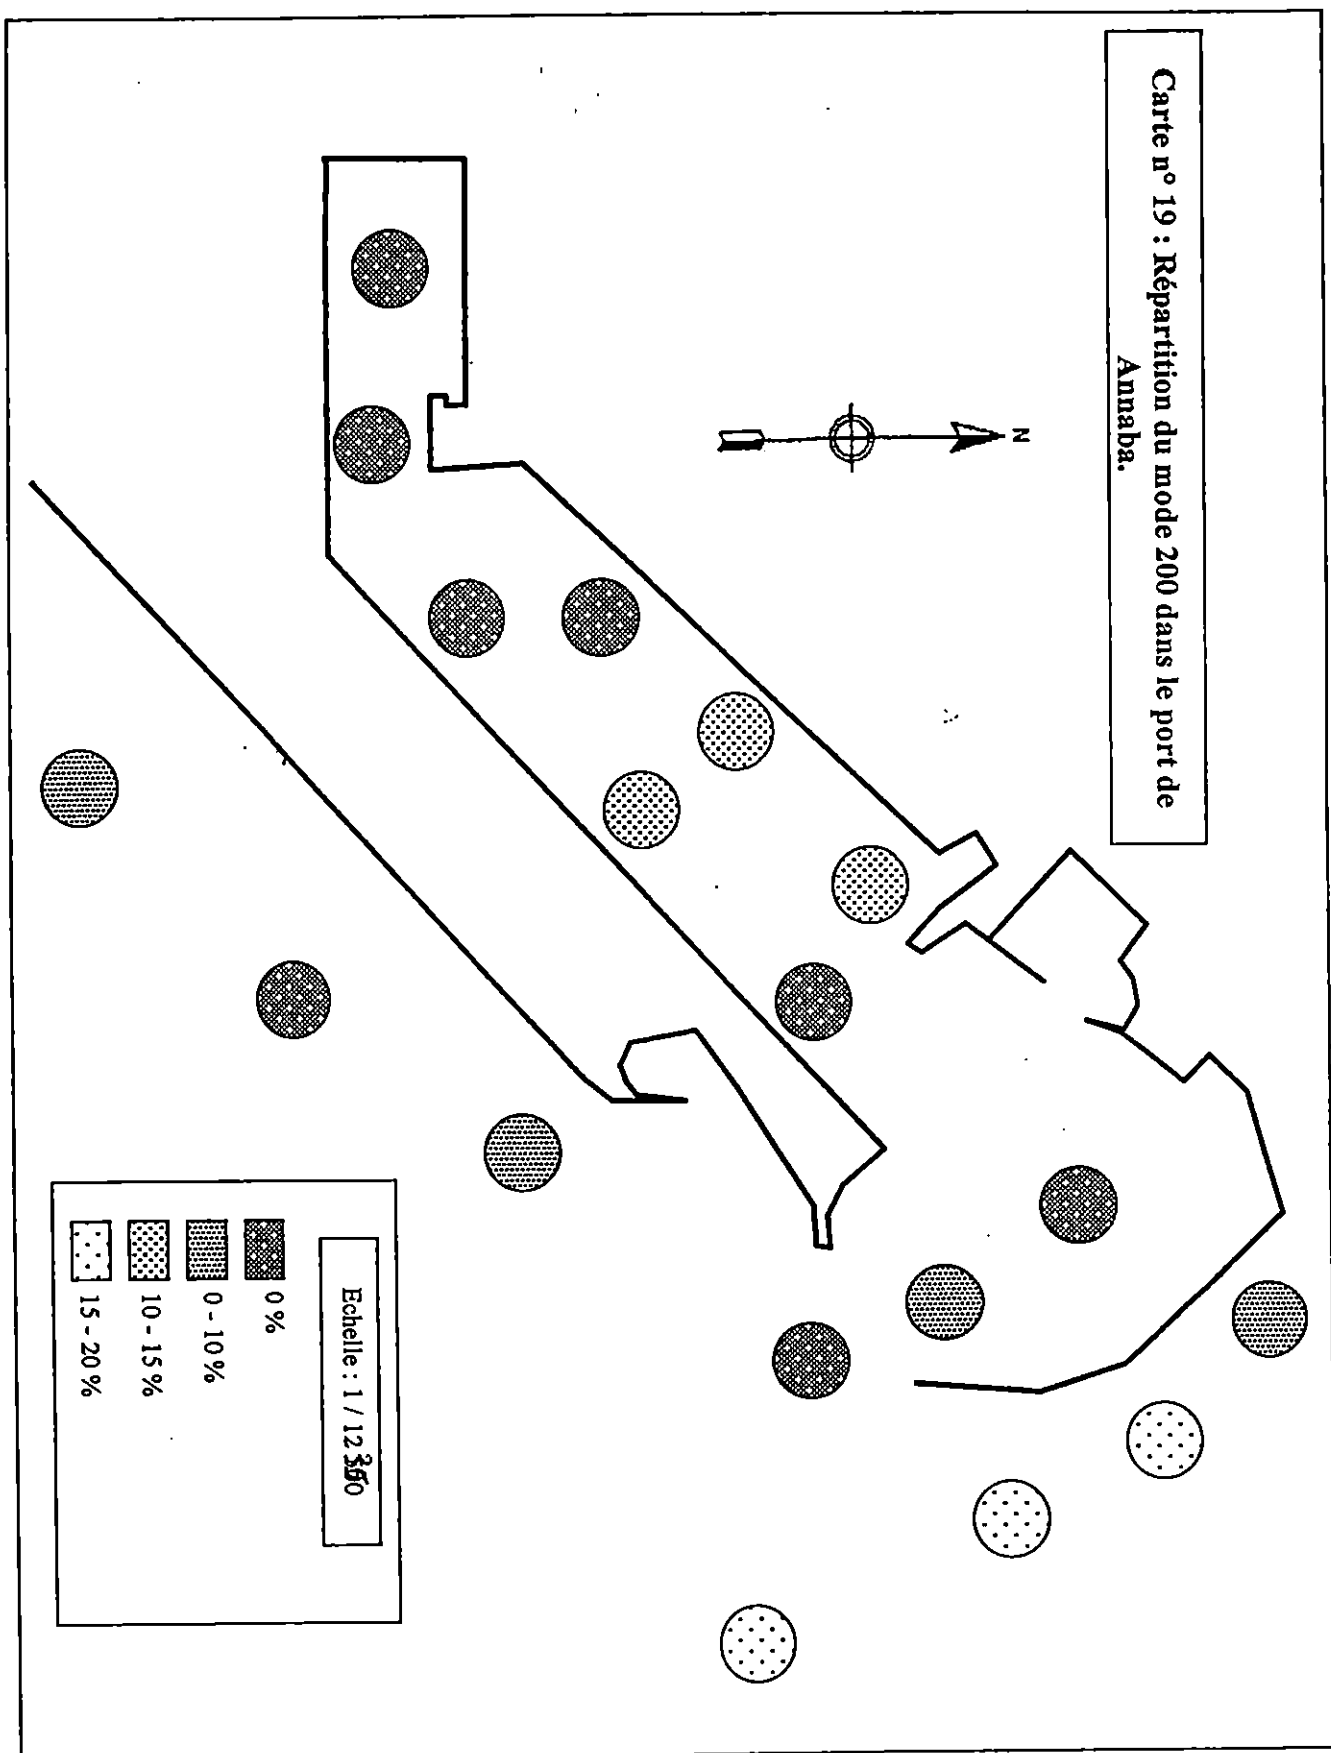 Carte n° 19 : Répartition du mode 200 dans le port de
Annaba.
N
Echelle : 1 /
0 %
0 - 10 %
10 - 15 %
15 - 20 %